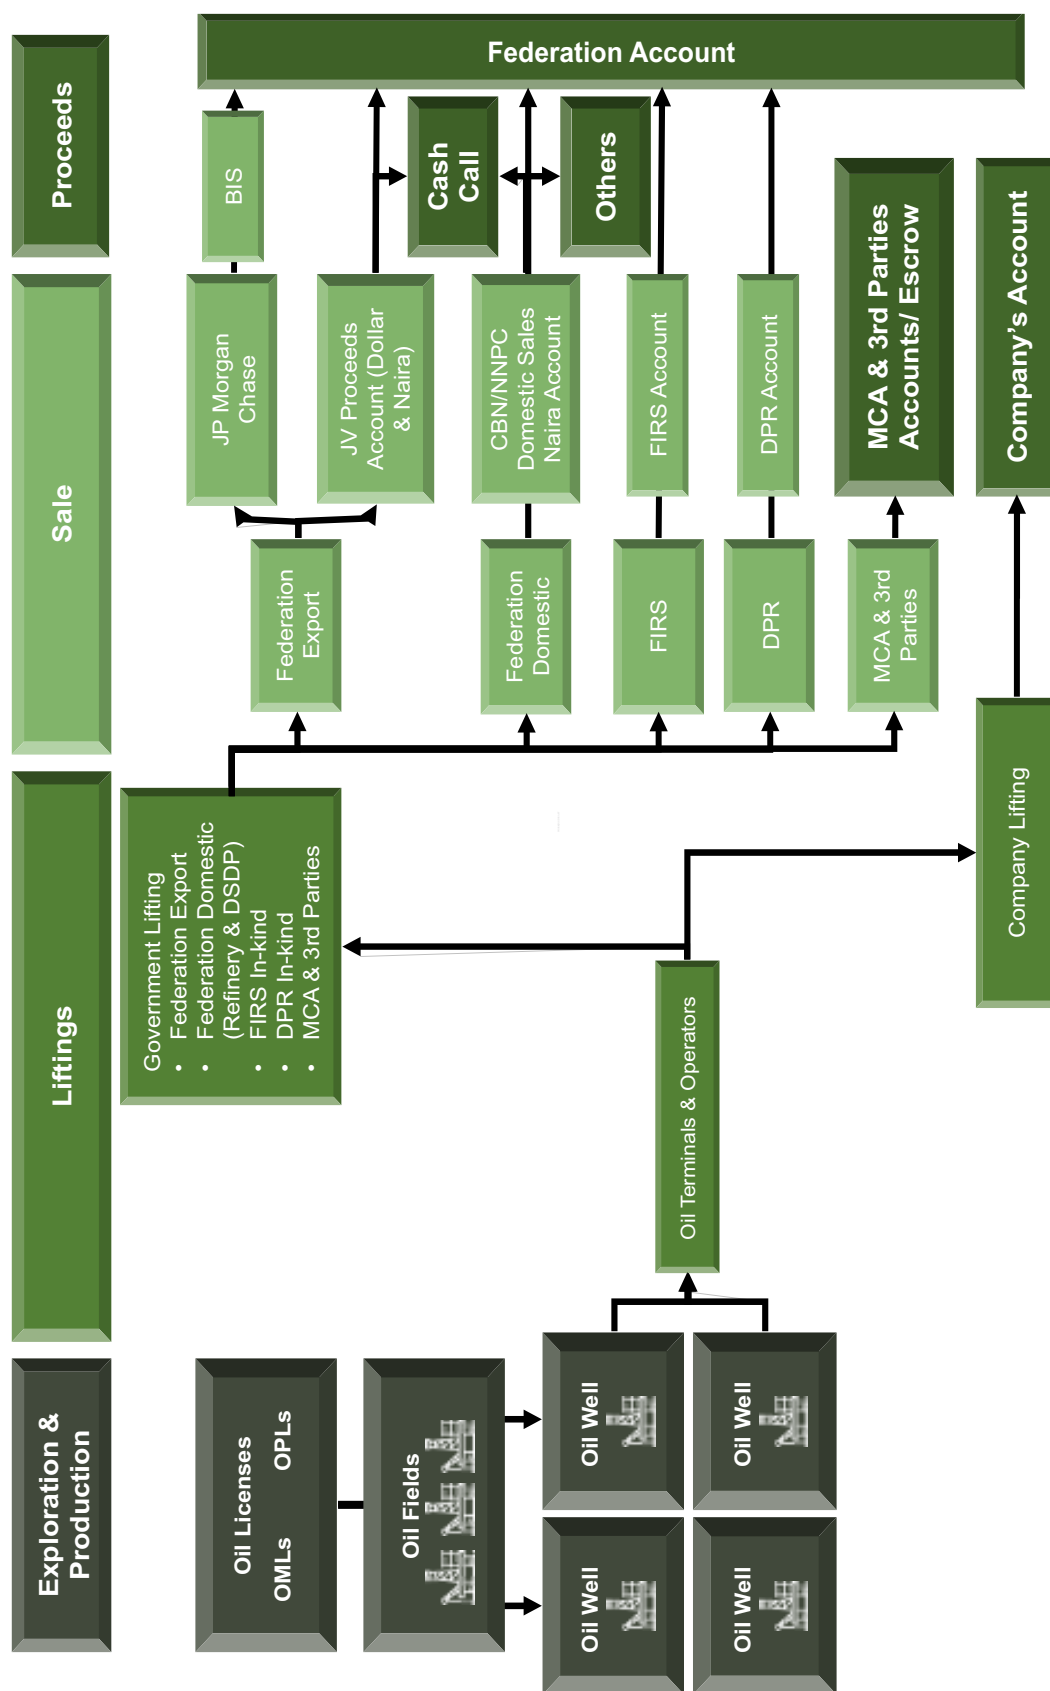 Exploration &
Production
Liftings
Sale
Proceeds
Oil Licenses
OMLs OPLs
Oil Fields
Oil Well
Oil Well
Oil Well
Oil Well
Oil Terminals & Operators
Government Lifting
• Federation Export
• Federation Domestic
(Refinery & DSDP)
• FIRS In-kind
• DPR In-kind
• MCA & 3rd Parties
Company Lifting
Federation
Export
Federation
Domestic
FIRS
DPR
MCA & 3rd
Parties
JP Morgan
Chase
JV Proceeds
Account (Dollar
& Naira)
CBN/NNPC
Domestic Sales
Naira Account
FIRS Account
DPR Account
MCA & 3rd Parties
Accounts/ Escrow
Company's Account
BIS
Cash
Call
Others
Federation Account